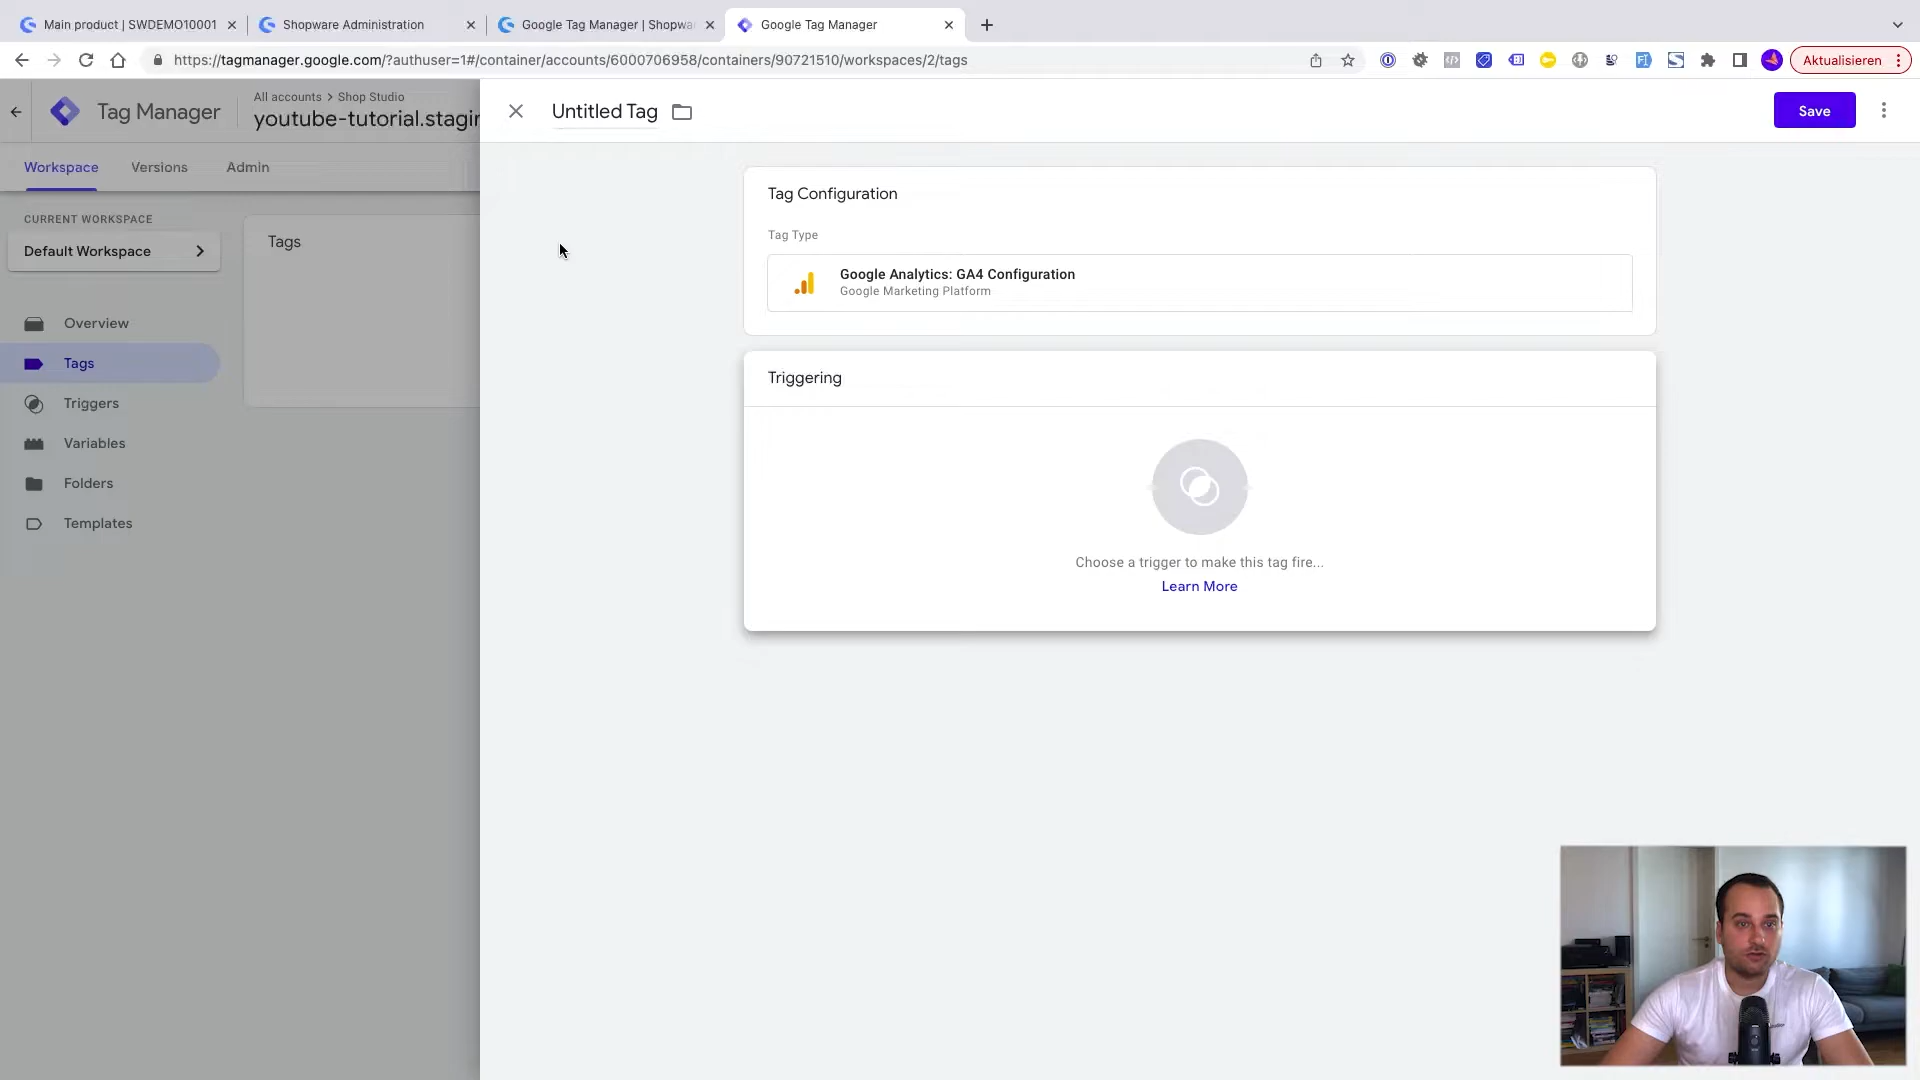 Main product | SWDEMO10001
Shopware Administration
Google Tag Manager | Shopwa
Google Tag Manager
https://tagmanager.google.com/?authuser=1#/container/accounts/6000706958/containers/90721510/workspaces/2/tags
Aktualisieren
Tag Manager
All accounts > Shop Studio
youtube-tutorial.stagin
Untitled Tag
Save
Workspace
Versions
Admin
CURRENT WORKSPACE
Default Workspace
Overview
Tags
Triggers
Variables
Folders
Templates
Tags
Tag Configuration
Tag Type
Google Analytics: GA4 Configuration
Google Marketing Platform
Triggering
Choose a trigger to make this tag fire...
Learn More